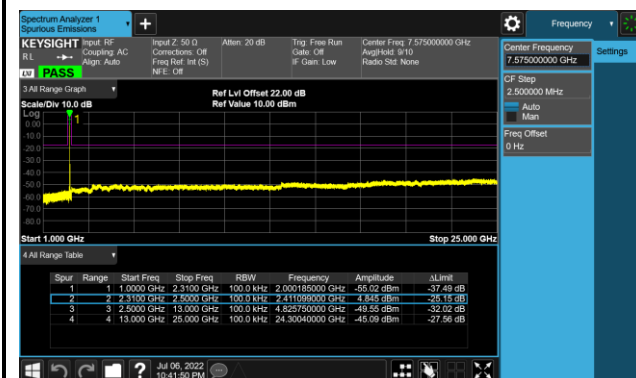 Spectrum Analyzer 1
Spurious Emissions
+
Frequency
KEYSIGHT
RL
PASS
Input: RF
Coupling: AC
Align: Auto
Input Z: 50 Ω
Corrections: Off
Freq Ref: Int (S)
NFE: Off
Atten: 20 dB
Trig: Free Run
Gate: Off
IF Gain: Low
Center Freq: 7.575000000 GHz
Avg|Hold: 9/10
Radio Std: None
Center Frequency
7.575000000 GHz
Settings
CF Step
2.500000 MHz
Auto
Man
Freq Offset
0 Hz
3 All Range Graph
Scale/Div 10.0 dB
Ref Lvl Offset 22.00 dB
Ref Value 10.00 dBm
Log
1
0.00
-10.0
-20.0
-30.0
-40.0
-50.0
-60.0
-70.0
-80.0
Start 1.000 GHz
Stop 25.000 GHz
4 All Range Table
Spur Range Start Freq Stop Freq RBW Frequency Amplitude ΔLimit
1 1 1.0000 GHz 2.3100 GHz 100.0 kHz 2.000185000 GHz -55.02 dBm -37.49 dB
2 2 2.3100 GHz 2.5000 GHz 100.0 kHz 2.411099000 GHz 4.845 dBm -25.15 dB
3 3 2.5000 GHz 13.000 GHz 100.0 kHz 4.825750000 GHz -49.55 dBm -32.02 dB
4 4 13.000 GHz 25.000 GHz 100.0 kHz 24.30040000 GHz -45.09 dBm -27.56 dB
?
Jul 06, 2022
10:41:50 PM